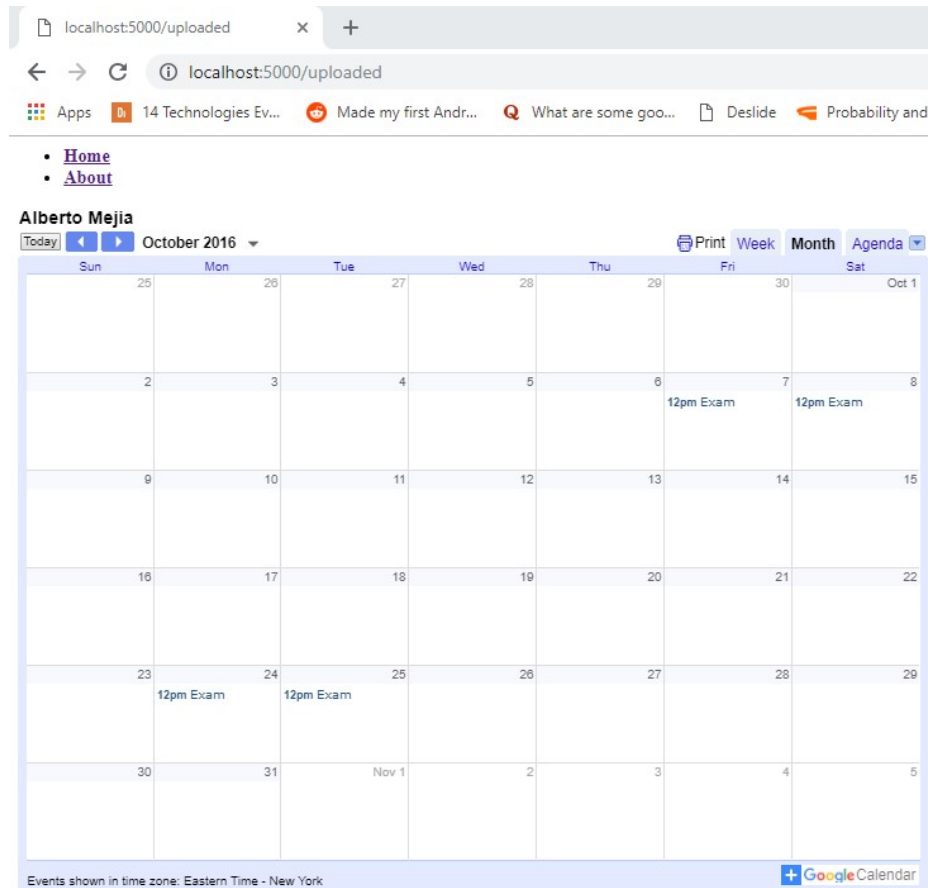 localhost:5000/uploaded
localhost:5000/uploaded
Apps 14 Technologies Ev... Made my first Andr... What are some goo... Deslide Probability and
Home
About
Alberto Mejia
Today October 2016 Print Week Month Agenda
Sun Mon Tue Wed Thu Fri Sat
25 26 27 28 29 30 Oct 1
2 3 4 5 6 7 8
12pm Exam 12pm Exam
9 10 11 12 13 14 15
16 17 18 19 20 21 22
23 24 25 26 27 28 29
12pm Exam 12pm Exam
30 31 Nov 1 2 3 4 5
Events shown in time zone: Eastern Time - New York Google Calendar